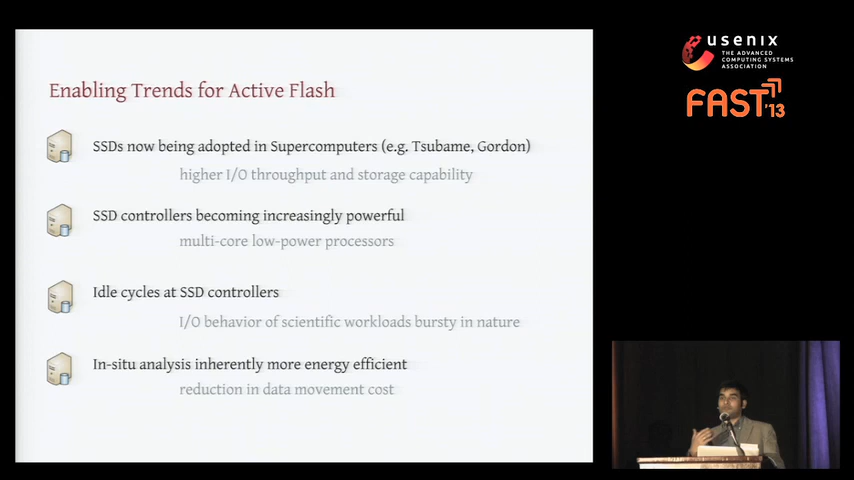 Enabling Trends for Active Flash
SSDs now being adopted in Supercomputers (e.g. Tsubame, Gordon)
higher I/O throughput and storage capability
SSD controllers becoming increasingly powerful
multi-core low-power processors
Idle cycles at SSD controllers
I/O behavior of scientific workloads bursty in nature
In-situ analysis inherently more energy efficient
reduction in data movement cost
usenix
THE ADVANCED
COMPUTING SYSTEMS
ASSOCIATION
FAST '13